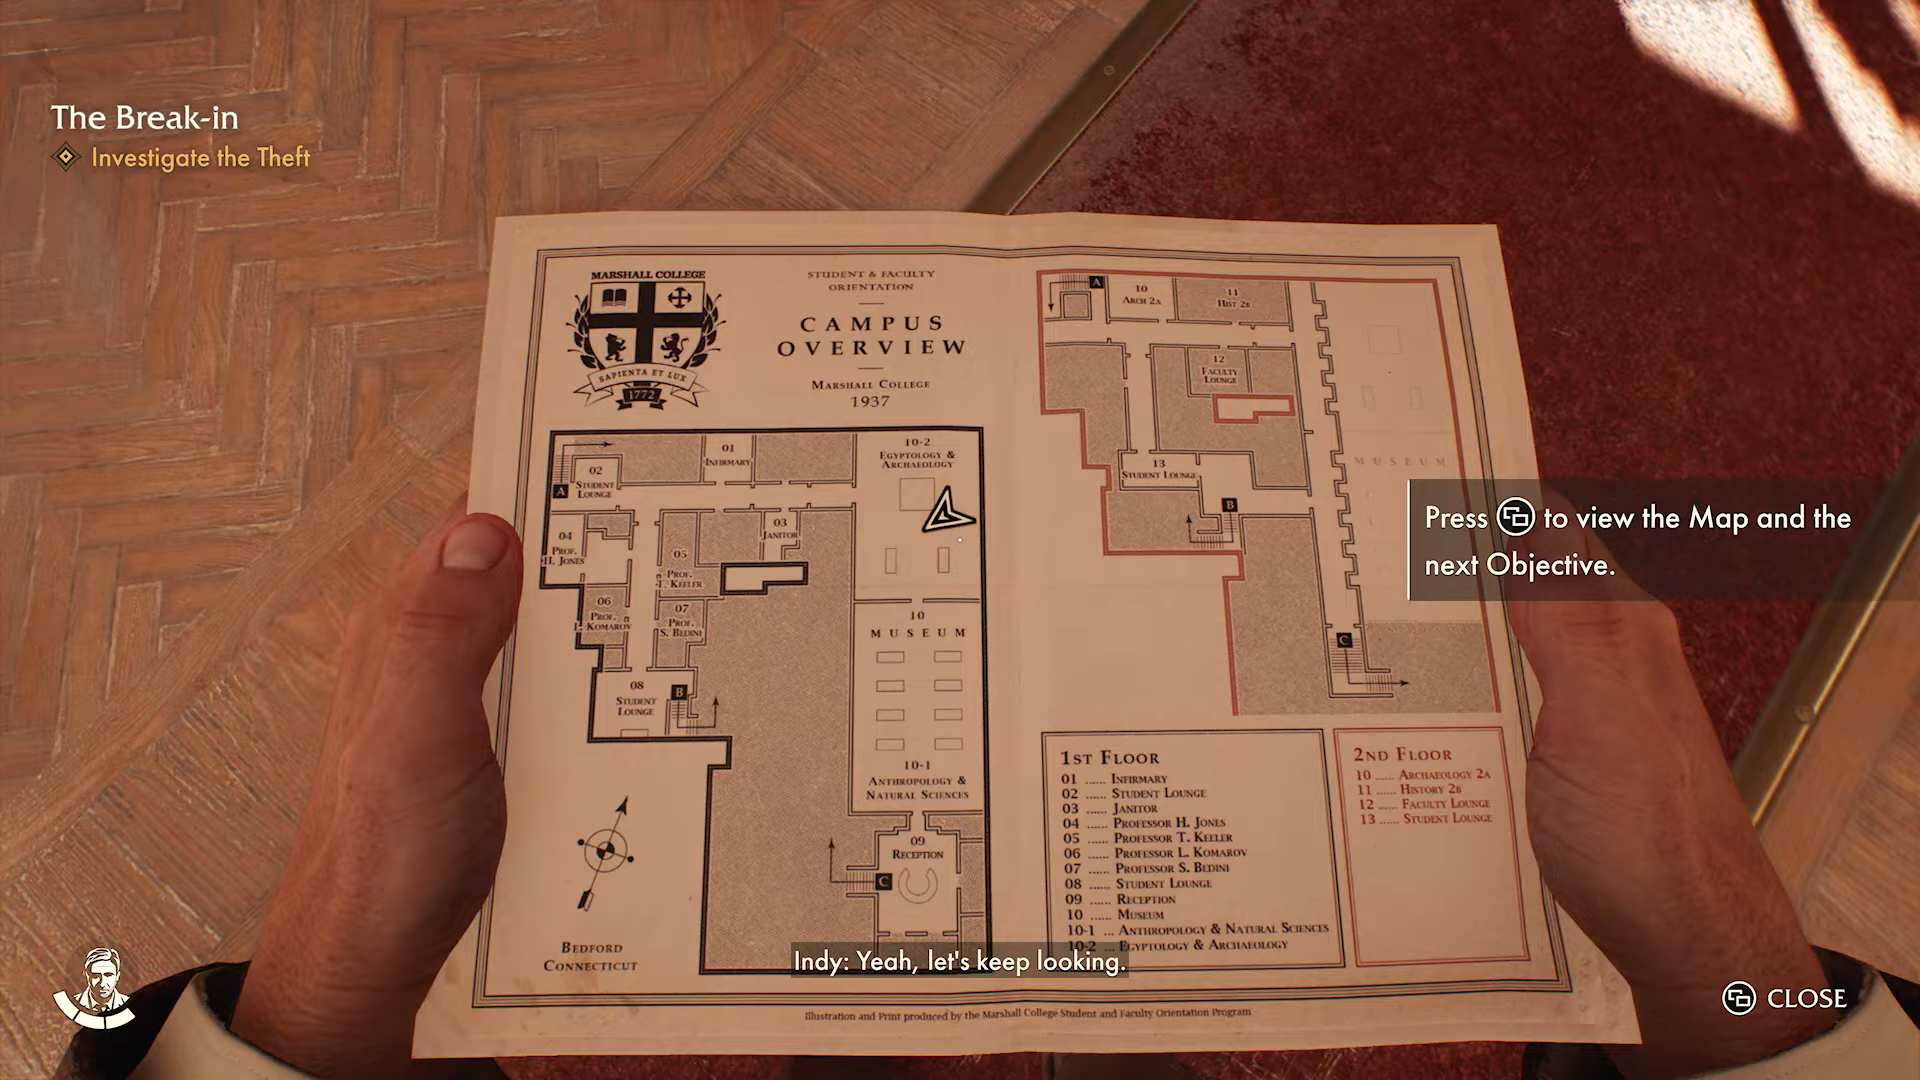 The Break-in
Investigate the Theft
MARSHALL COLLEGE
SAPIENTA ET LUX
1772
STUDENT & FACULTY
ORIENTATION
CAMPUS
OVERVIEW
MARSHALL COLLEGE
1937
01
INFIRMARY
02
STUDENT
LOUNGE
A
03
JANITOR
04
PROF.
H. JONES
05
PROF.
T. KEELER
06
PROF.
L. KOMAROV
07
PROF.
S. BEDINI
08
STUDENT
LOUNGE
B
10-2
EGYPTOLOGY &
ARCHAEOLOGY
10
MUSEUM
10-1
ANTHROPOLOGY &
NATURAL SCIENCES
09
RECEPTION
C
BEDFORD
CONNECTICUT
A
10
ARCH 2A
11
HIST 2B
12
FACULTY
LOUNGE
13
STUDENT LOUNGE
B
MUSEUM
C
1ST FLOOR
01 ...... INFIRMARY
02 ...... STUDENT LOUNGE
03 ...... JANITOR
04 ...... PROFESSOR H. JONES
05 ...... PROFESSOR T. KEELER
06 ...... PROFESSOR L. KOMAROV
07 ...... PROFESSOR S. BEDINI
08 ...... STUDENT LOUNGE
09 ...... RECEPTION
10 ...... MUSEUM
10-1 ... ANTHROPOLOGY & NATURAL SCIENCES
10-2 ... EGYPTOLOGY & ARCHAEOLOGY
2ND FLOOR
10 ...... ARCHAEOLOGY 2A
11 ...... HISTORY 2B
12 ...... FACULTY LOUNGE
13 ...... STUDENT LOUNGE
Illustration and Print produced by the Marshall College Student and Faculty Orientation Program
Press to view the Map and the
next Objective.
Indy: Yeah, let's keep looking.
CLOSE